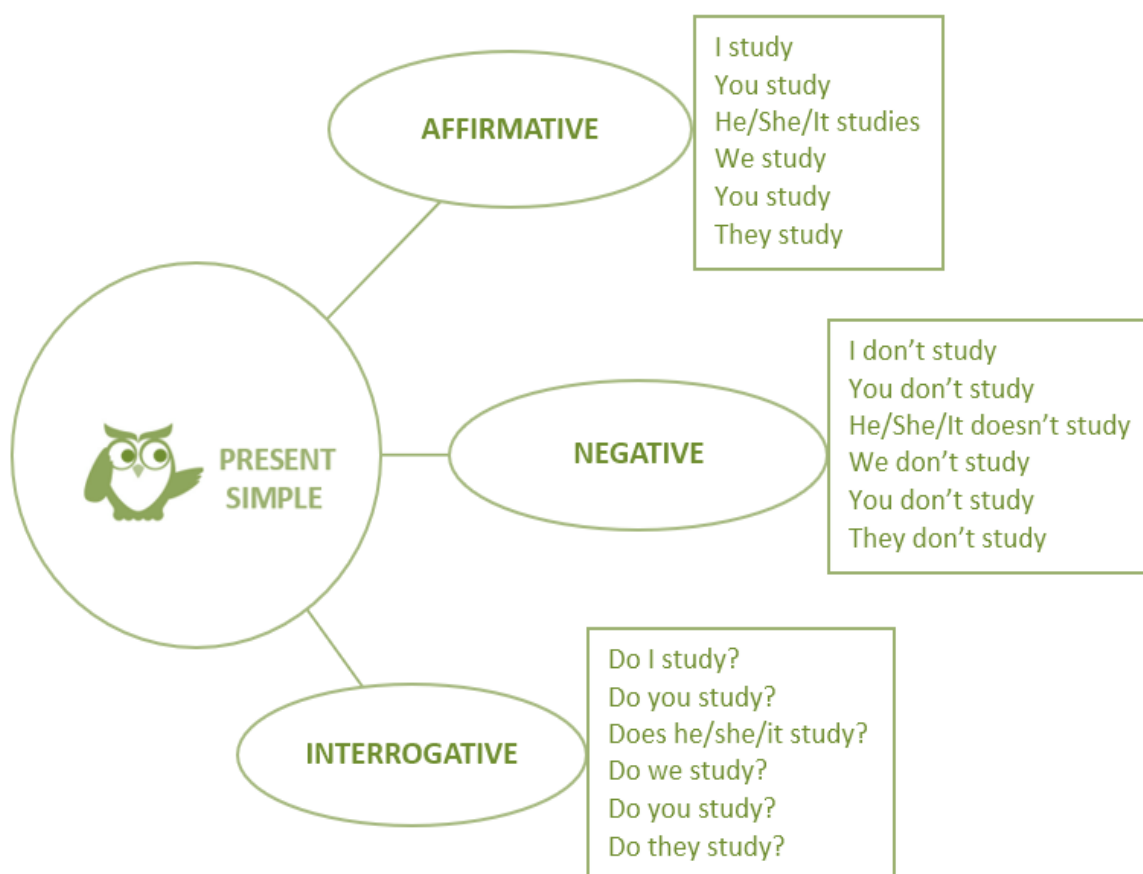 AFFIRMATIVE
I study
You study
He/She/It studies
We study
You study
They study
PRESENT
SIMPLE
NEGATIVE
I don’t study
You don’t study
He/She/It doesn’t study
We don’t study
You don’t study
They don’t study
INTERROGATIVE
Do I study?
Do you study?
Does he/she/it study?
Do we study?
Do you study?
Do they study?